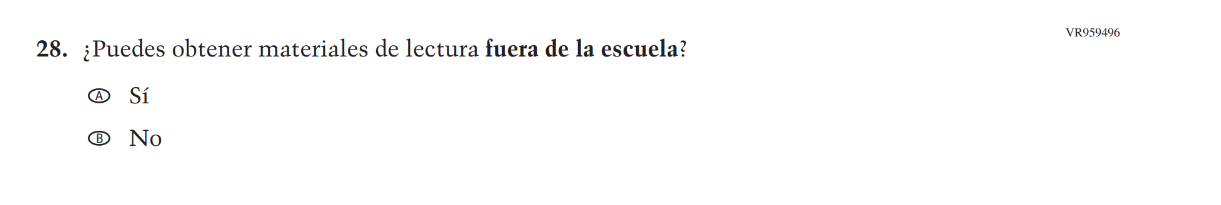 VR959496
28. ¿Puedes obtener materiales de lectura fuera de la escuela?
A Sí
B No